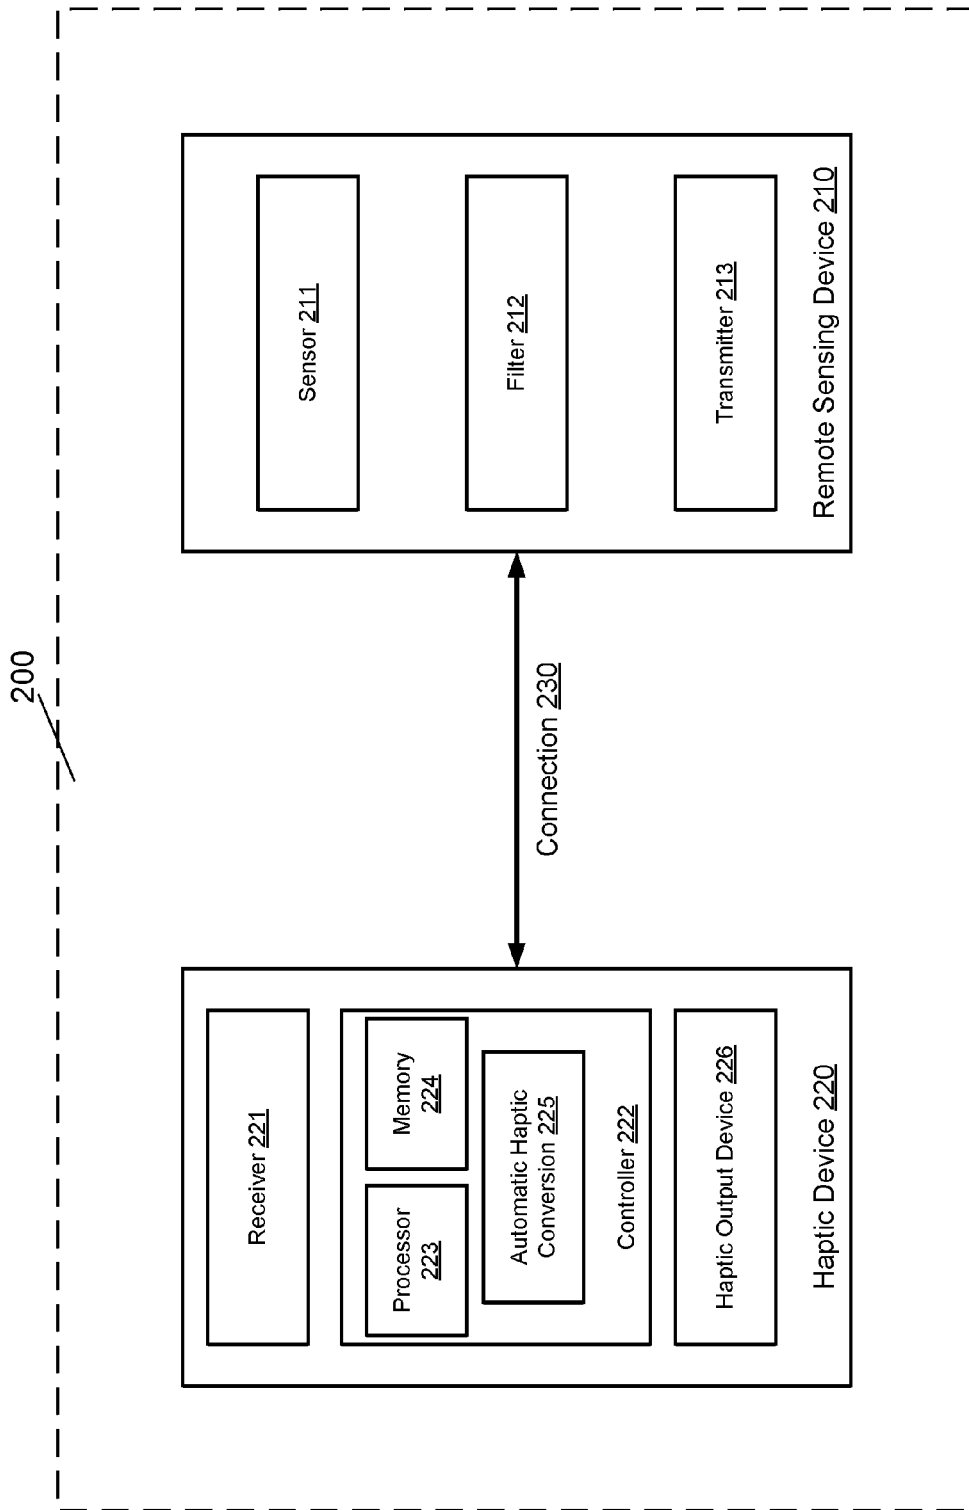 200
Receiver 221
Processor
223
Memory
224
Automatic Haptic
Conversion 225
Controller 222
Haptic Output Device 226
Haptic Device 220
Connection 230
Sensor 211
Filter 212
Transmitter 213
Remote Sensing Device 210